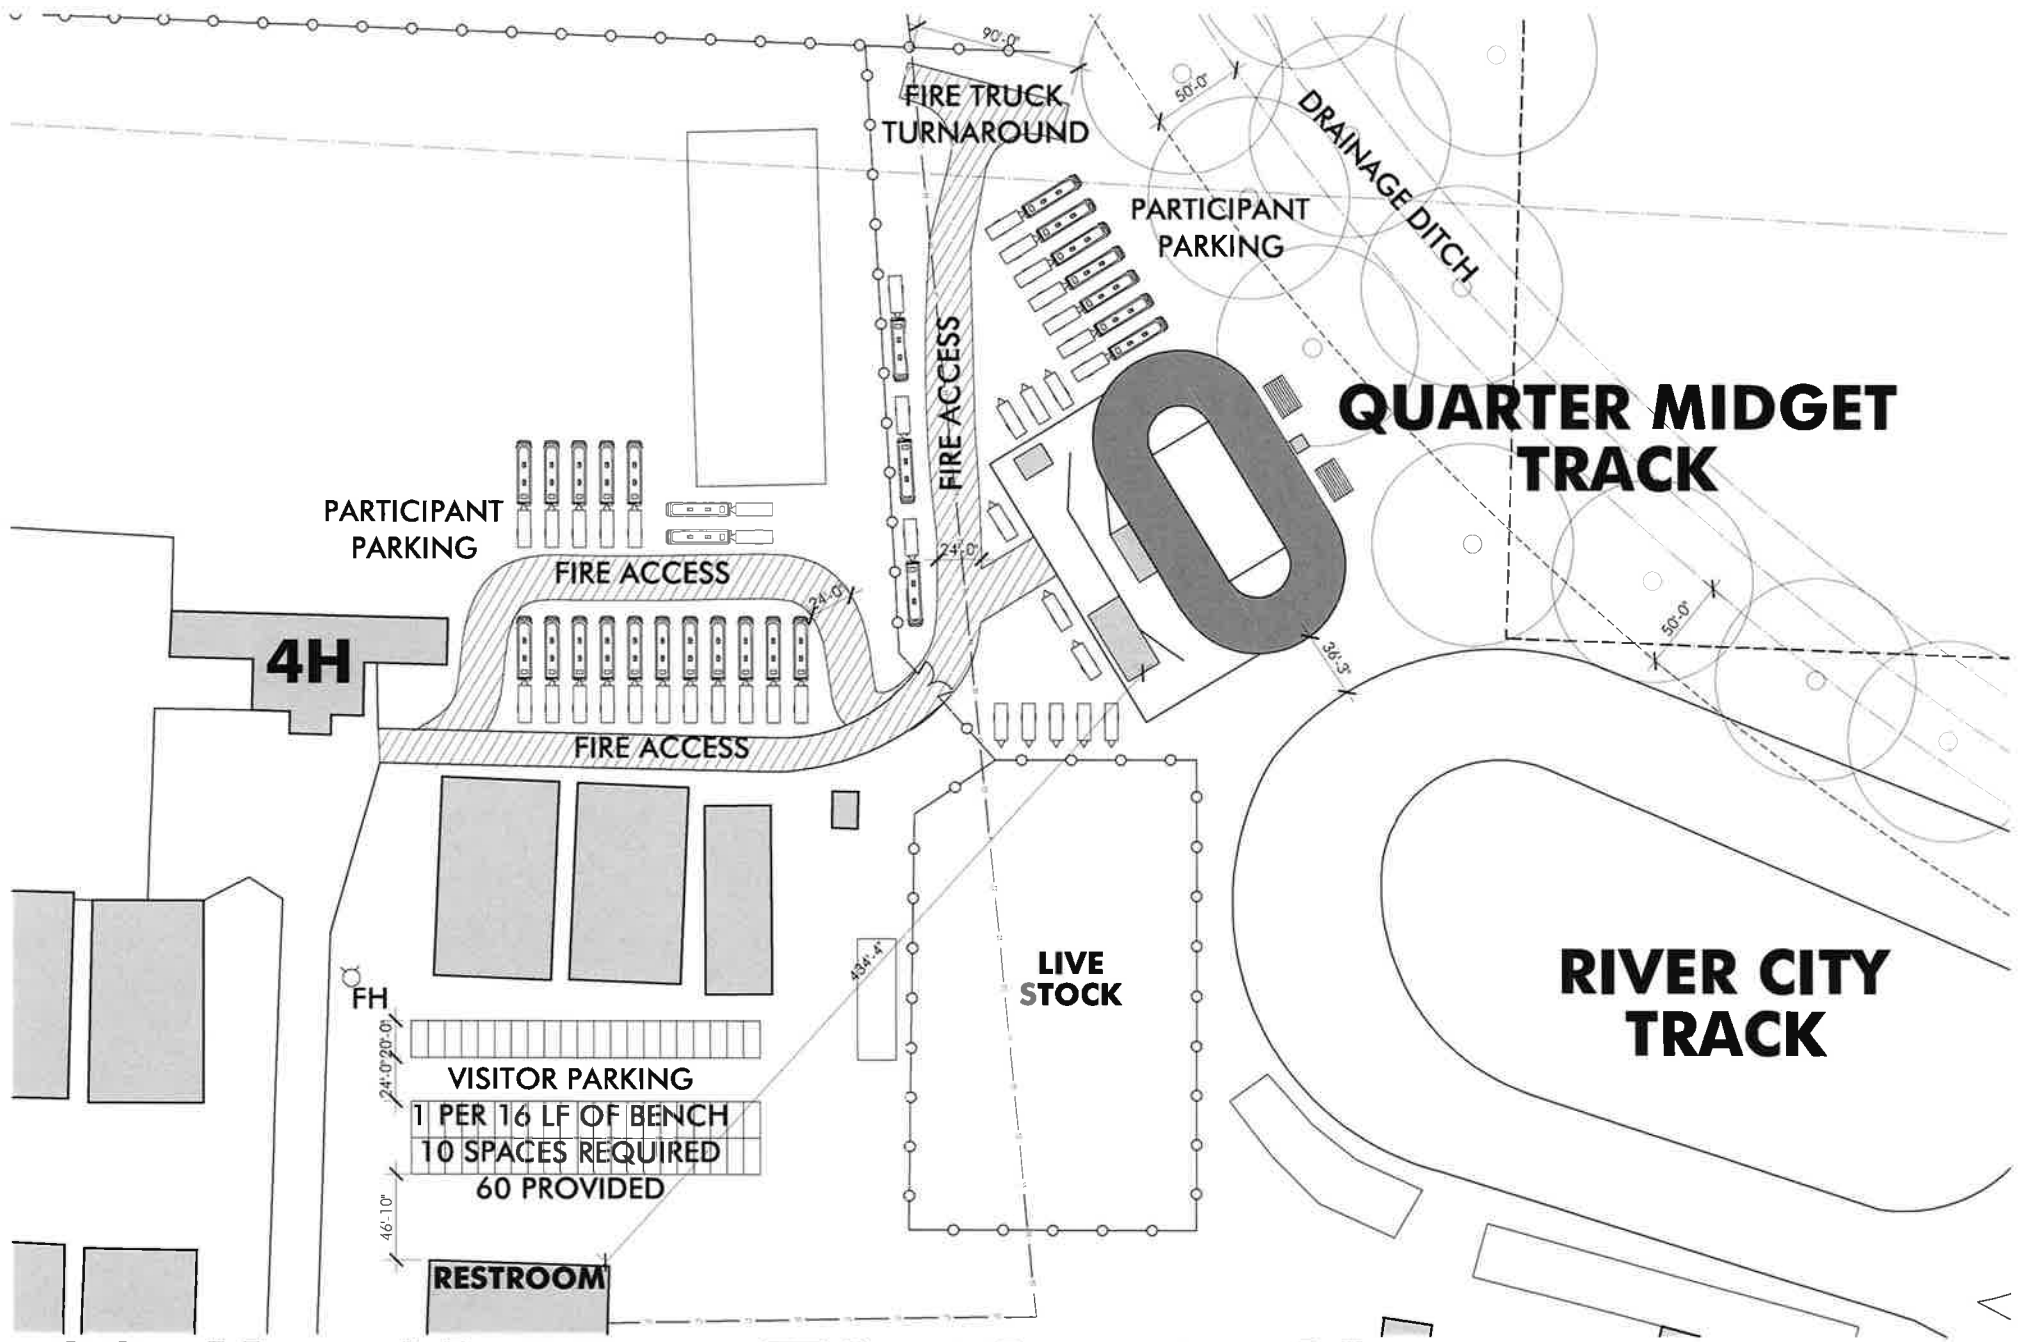 90'-0"
FIRE TRUCK
TURNAROUND
50'-0"
DRAINAGE DITCH
PARTICIPANT
PARKING
FIRE ACCESS
QUARTER MIDGET
TRACK
PARTICIPANT
PARKING
FIRE ACCESS
24'-0"
24'-0"
50'-0"
36'-3"
4H
FIRE ACCESS
434'-4"
LIVE
STOCK
RIVER CITY
TRACK
FH
20'-0"
24'-0"
VISITOR PARKING
1 PER 16 LF OF BENCH
10 SPACES REQUIRED
60 PROVIDED
46'-10"
RESTROOM